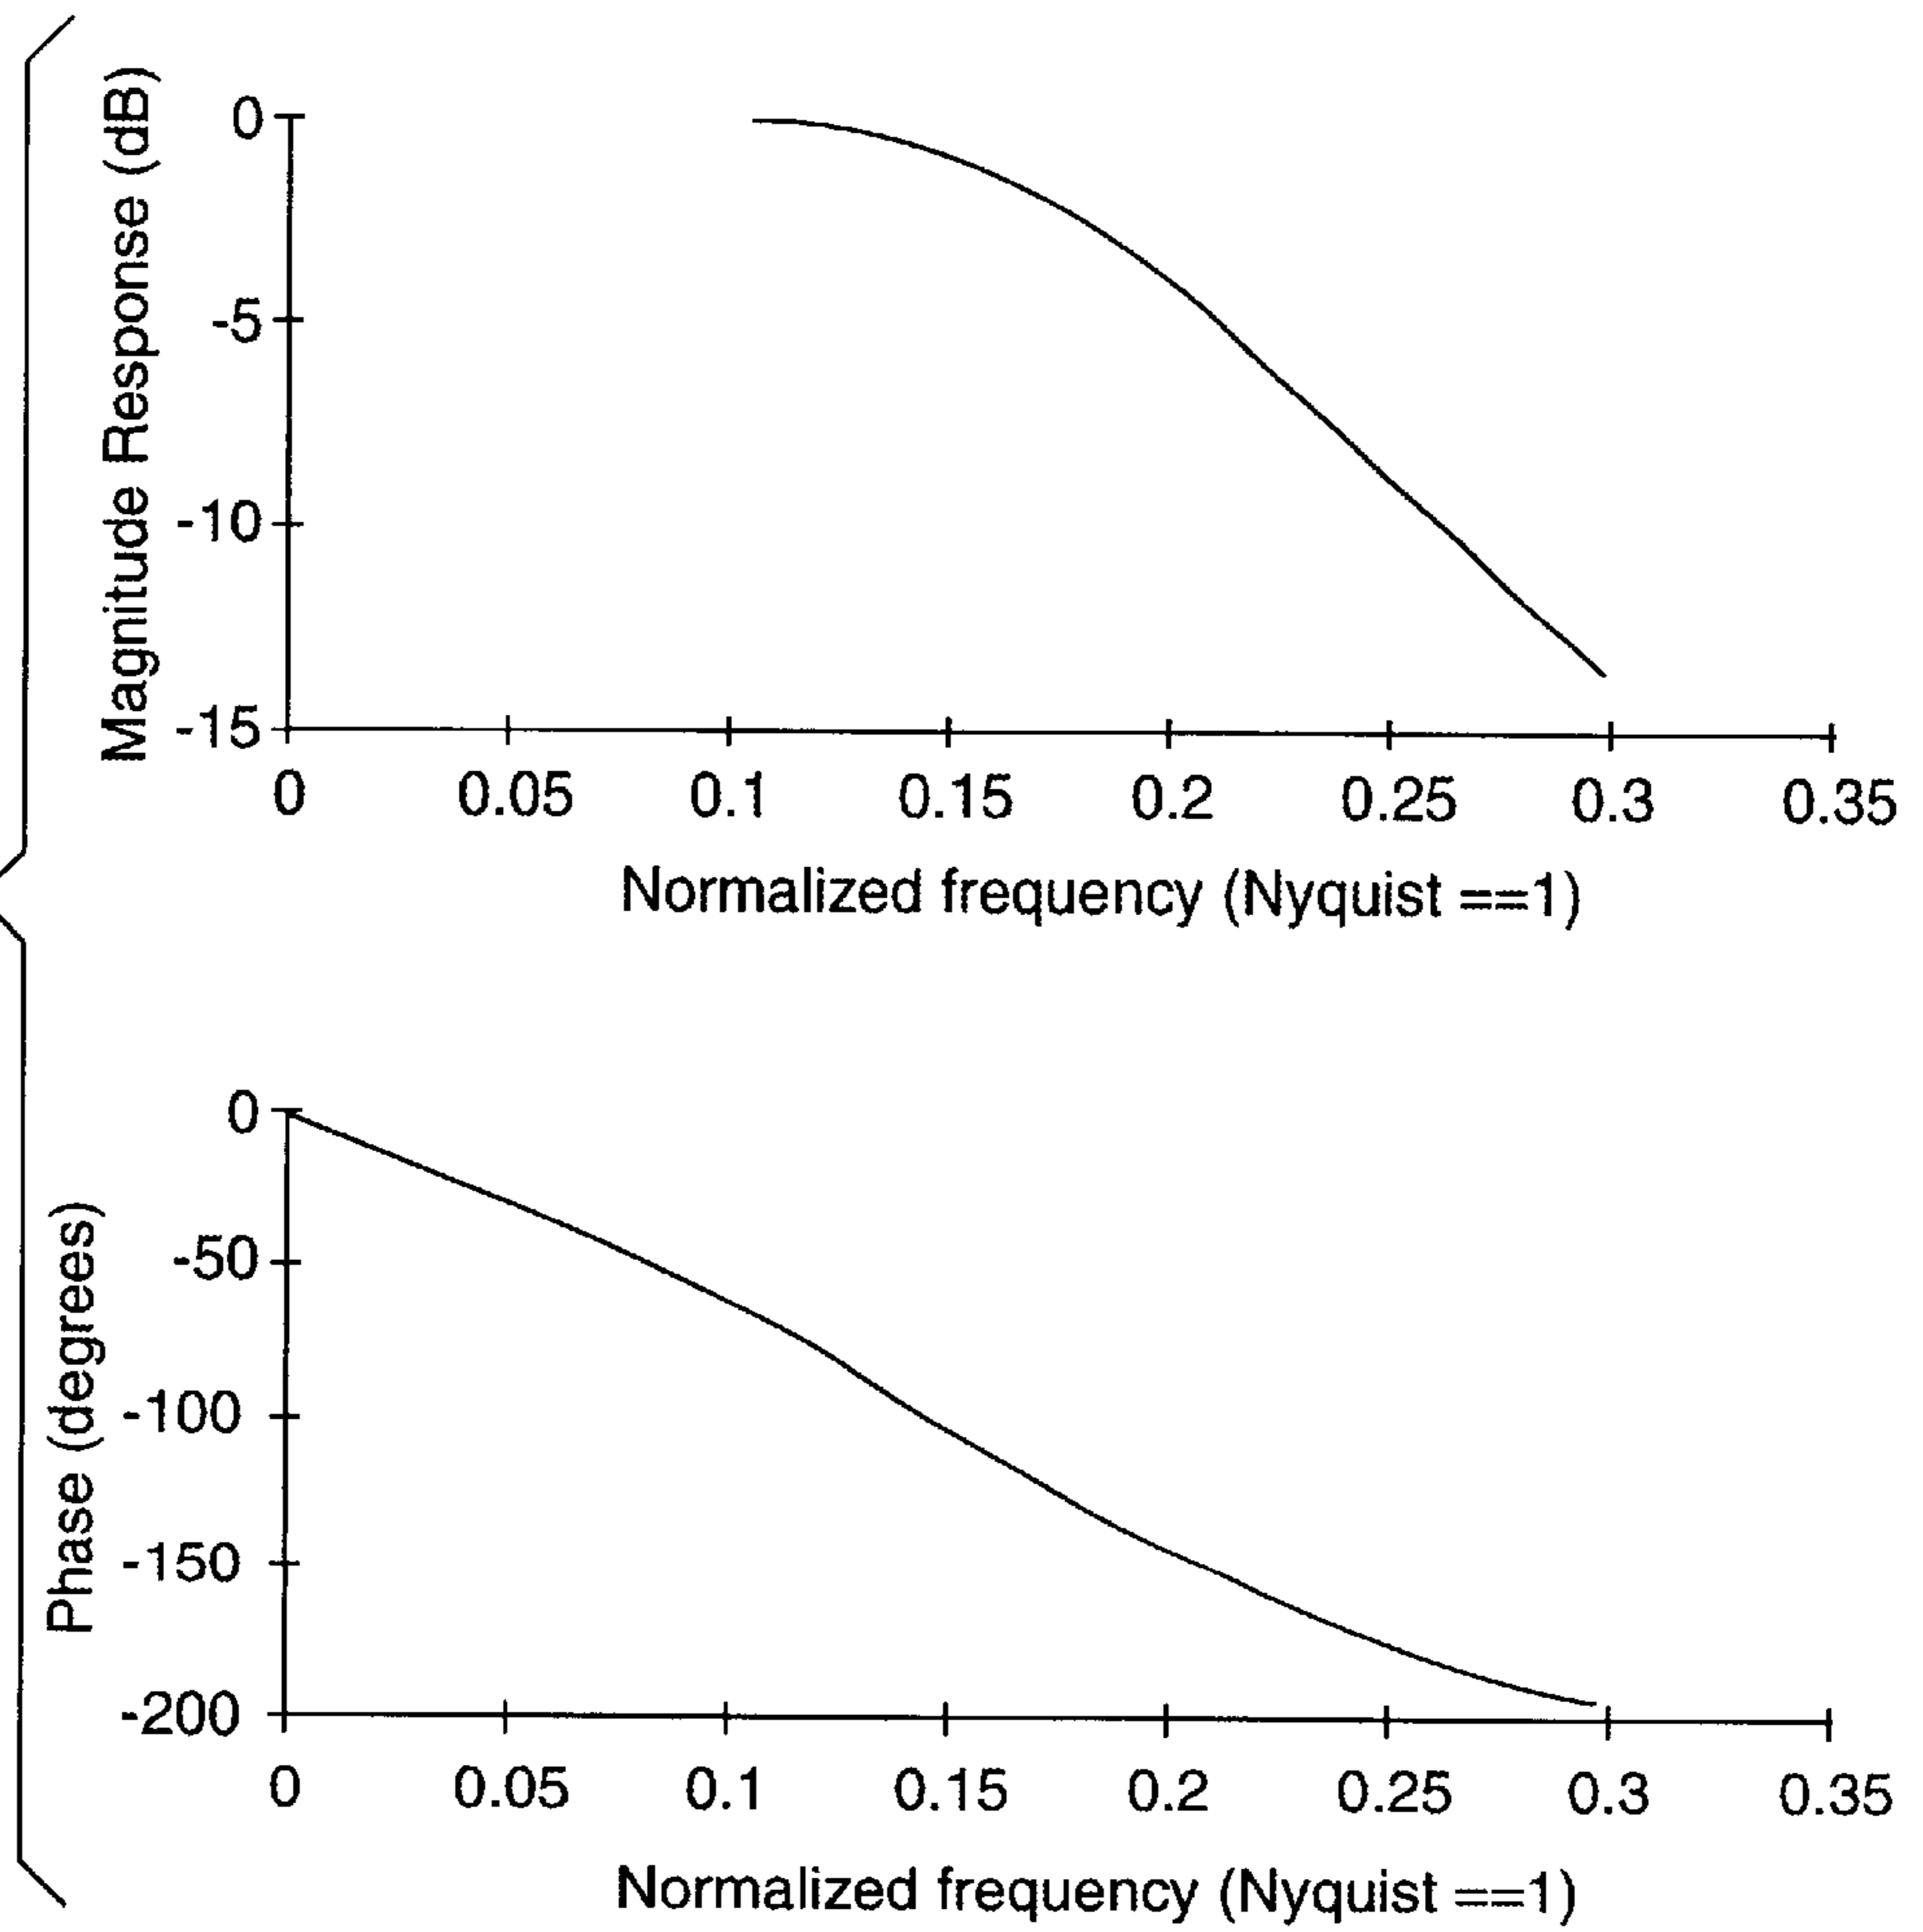 Magnitude Response (dB)
0
-5
-10
-15
0 0.05 0.1 0.15 0.2 0.25 0.3 0.35
Normalized frequency (Nyquist ==1)
Phase (degrees)
0
-50
-100
-150
-200
0 0.05 0.1 0.15 0.2 0.25 0.3 0.35
Normalized frequency (Nyquist ==1)